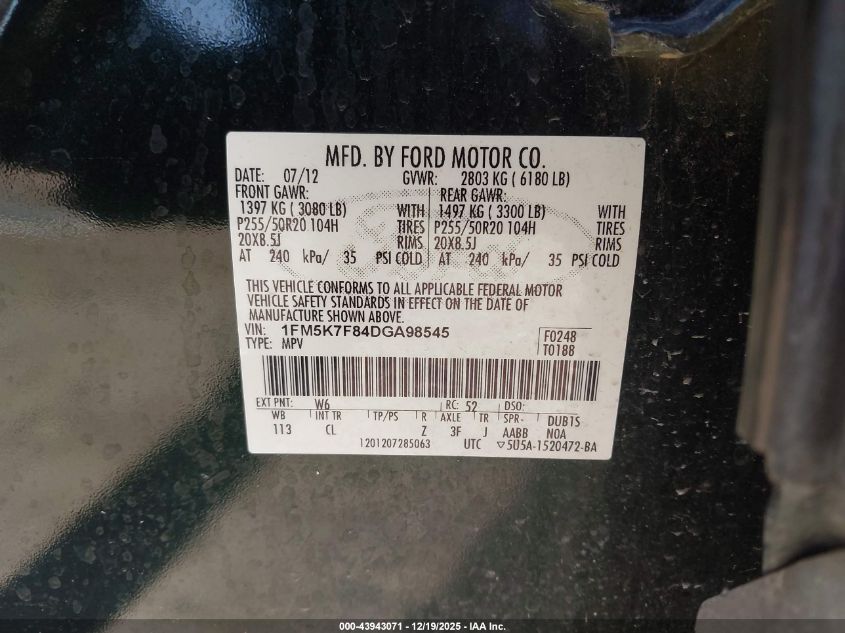 MFD. BY FORD MOTOR CO.
DATE: 07/12 GVWR: 2803 KG ( 6180 LB)
FRONT GAWR: REAR GAWR:
1397 KG ( 3080 LB) WITH 1497 KG ( 3300 LB) WITH
P255/50R20 104H TIRES P255/50R20 104H TIRES
20X8.5J RIMS 20X8.5J RIMS
AT 240 kPa/ 35 PSI COLD AT 240 kPa/ 35 PSI COLD
THIS VEHICLE CONFORMS TO ALL APPLICABLE FEDERAL MOTOR
VEHICLE SAFETY STANDARDS IN EFFECT ON THE DATE OF
MANUFACTURE SHOWN ABOVE.
VIN: 1FM5K7F84DGA98545 F0248
TYPE: MPV T0188
EXT PNT: W6 RC: 52 DSO:
WB INT TR TP/PS R AXLE TR SPR DUBTS
113 CL Z 3F J AABB NOA
1201207285063 UTC ▽5U5A-1520472-BA
000-43943071 - 12/19/2025 - IAA Inc.